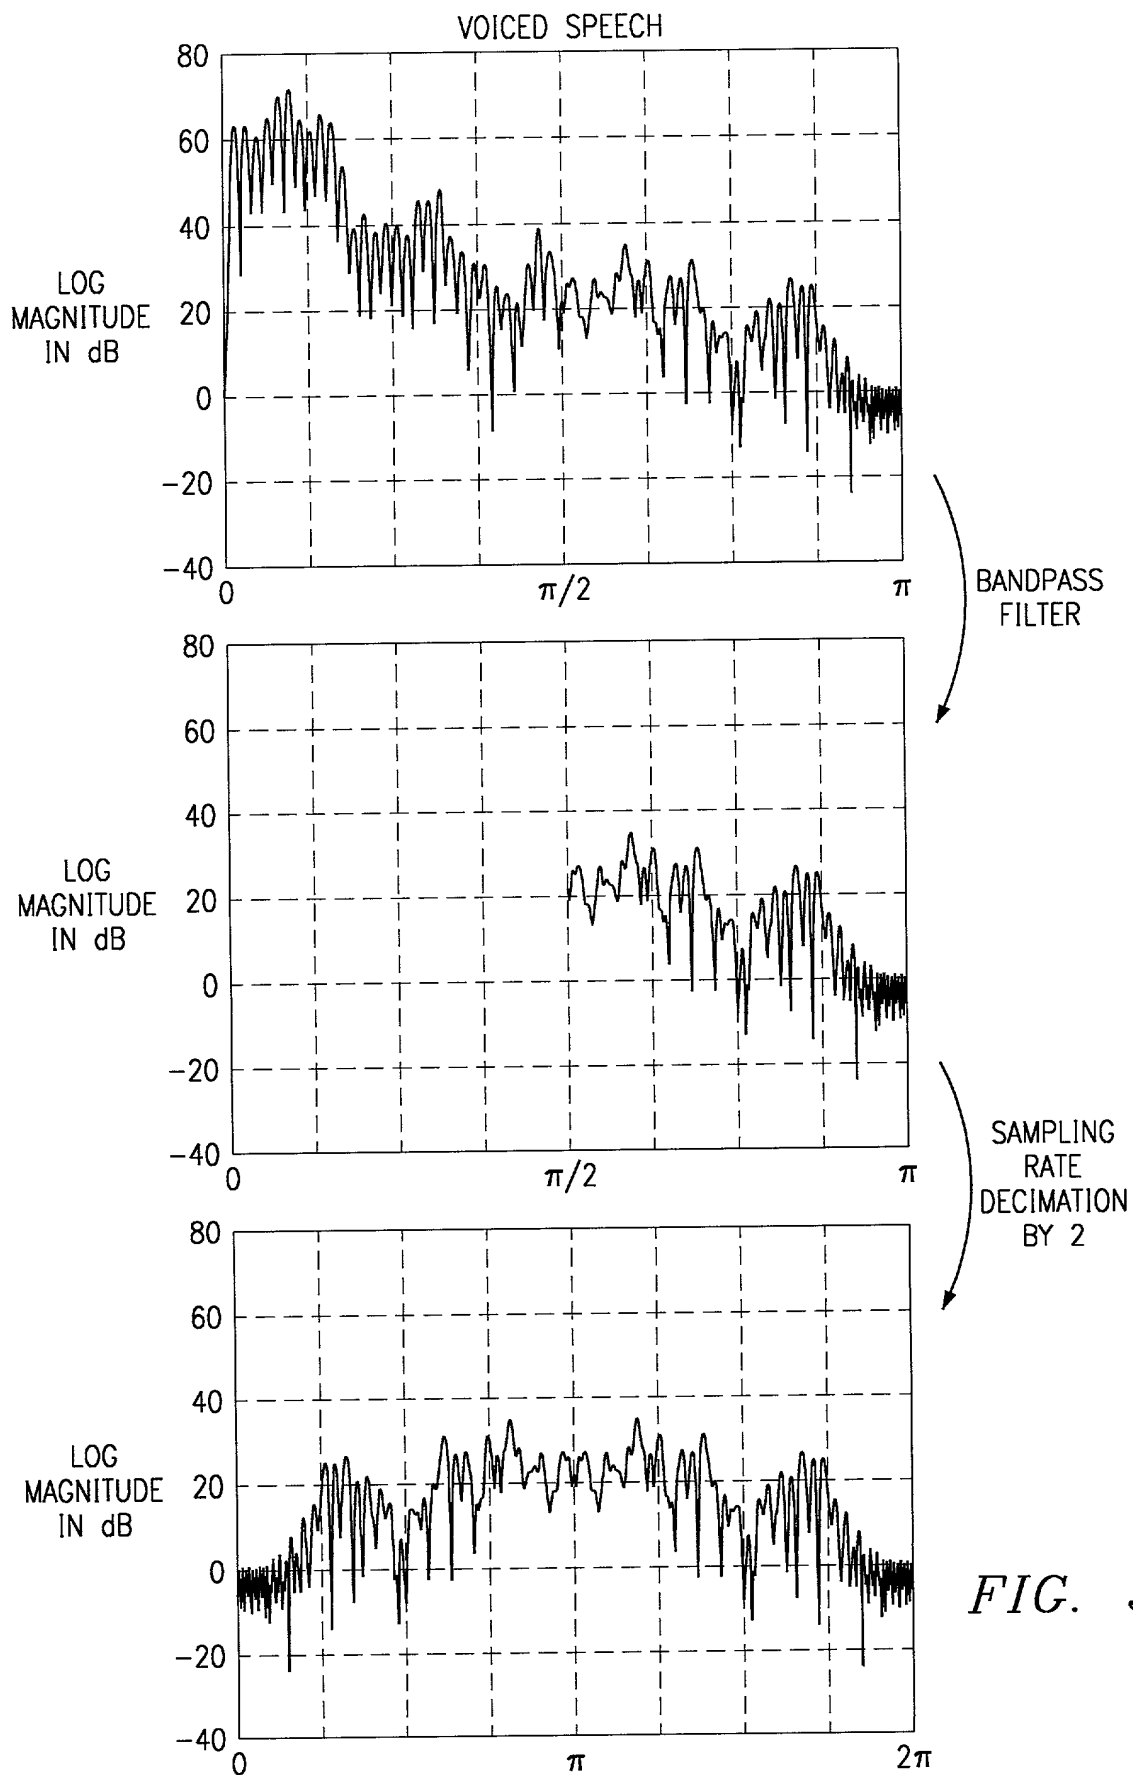 VOICED SPEECH
80
60
40
20
0
−20
−40
LOG
MAGNITUDE
IN dB
0 π/2 π
BANDPASS
FILTER
80
60
40
20
0
−20
−40
LOG
MAGNITUDE
IN dB
0 π/2 π
SAMPLING
RATE
DECIMATION
BY 2
80
60
40
20
0
−20
−40
LOG
MAGNITUDE
IN dB
0 π 2π
FIG.